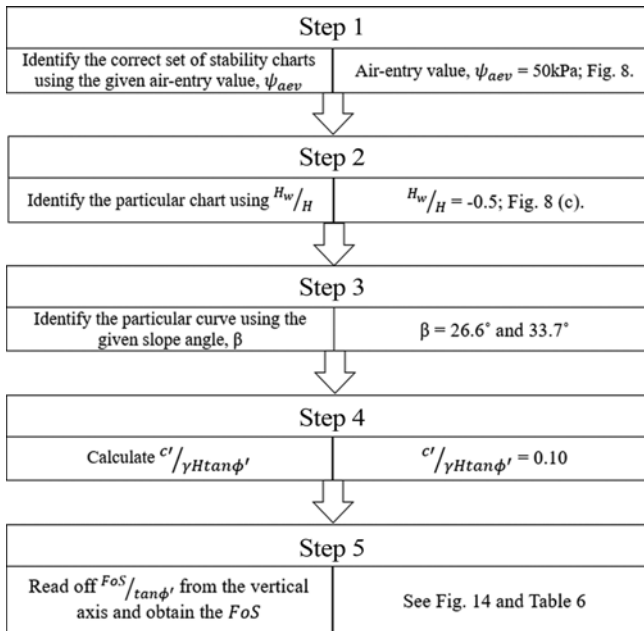 Step 1
Identify the correct set of stability charts
using the given air-entry value, ψaev
Air-entry value, ψaev = 50kPa; Fig. 8.
Step 2
Identify the particular chart using Hw/H
Hw/H = -0.5; Fig. 8 (c).
Step 3
Identify the particular curve using the
given slope angle, β
β = 26.6˚ and 33.7˚
Step 4
Calculate c'/γHtanϕ'
c'/γHtanϕ' = 0.10
Step 5
Read off FoS/tanϕ' from the vertical
axis and obtain the FoS
See Fig. 14 and Table 6